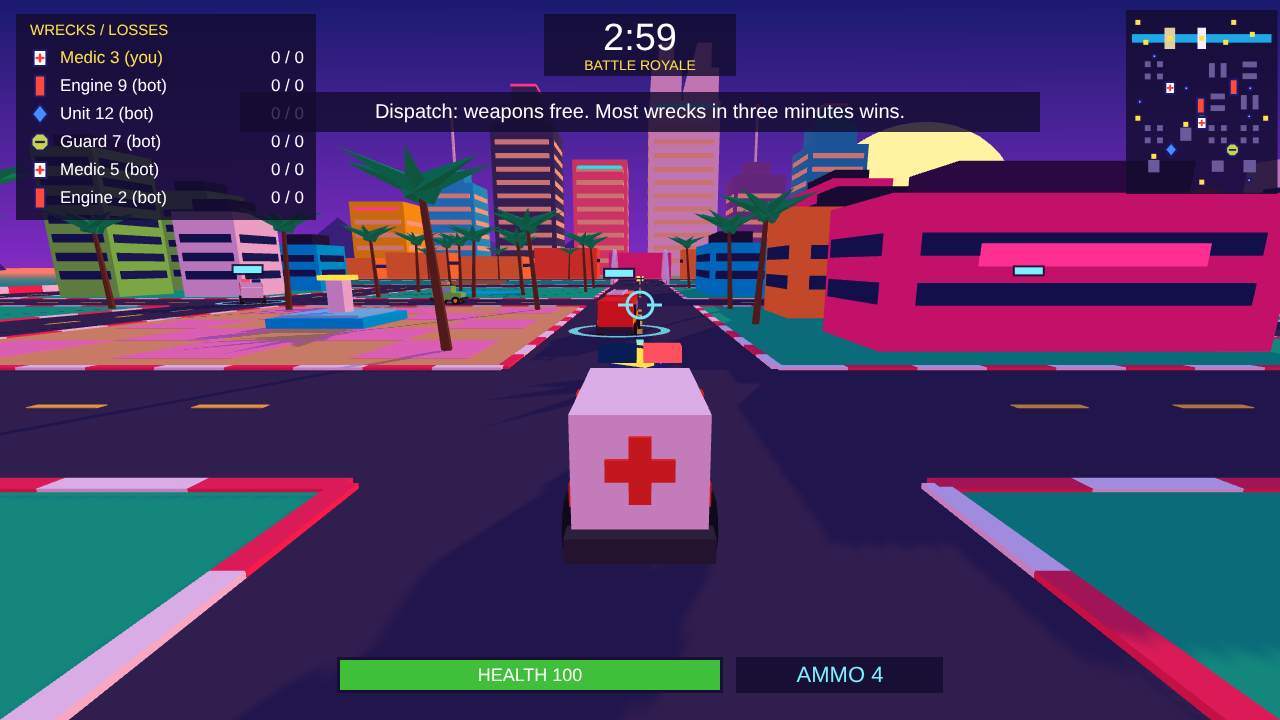 WRECKS / LOSSES
Medic 3 (you) 0 / 0
Engine 9 (bot) 0 / 0
Unit 12 (bot) 0 / 0
Guard 7 (bot) 0 / 0
Medic 5 (bot) 0 / 0
Engine 2 (bot) 0 / 0
2:59
BATTLE ROYALE
Dispatch: weapons free. Most wrecks in three minutes wins.
HEALTH 100
AMMO 4